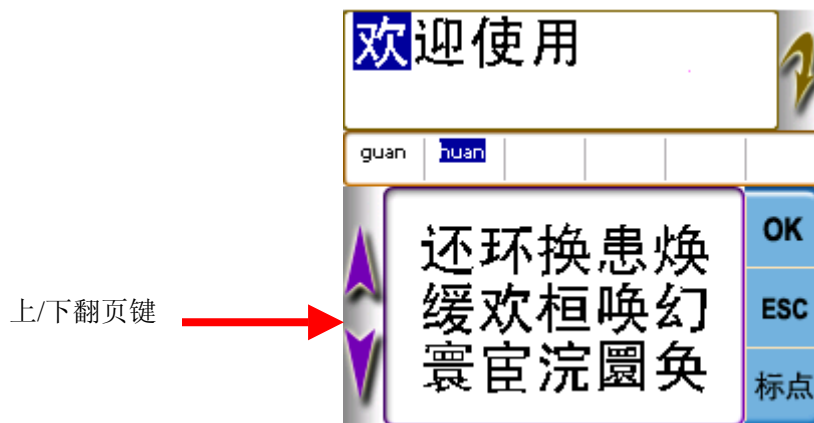 欢迎使用
guan huan
还环换患焕 OK
缓欢桓唤幻 ESC
寰宦浣圜奂 标点
上/下翻页键